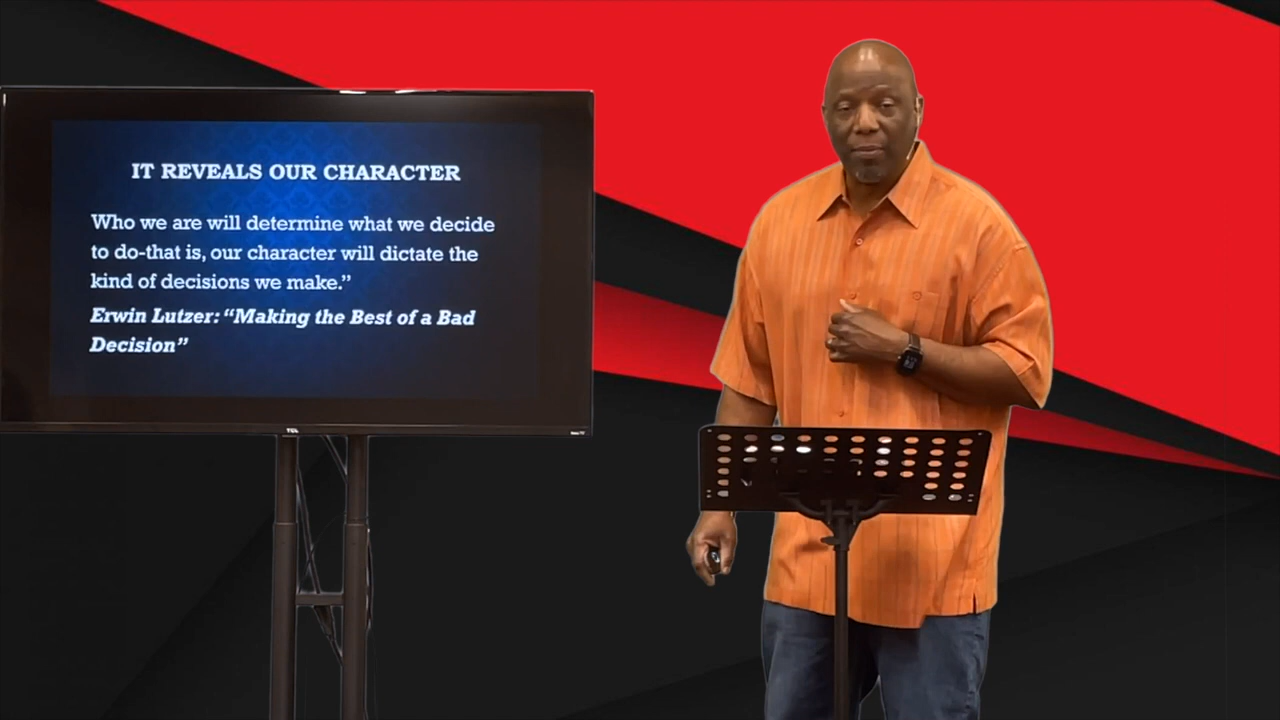 IT REVEALS OUR CHARACTER
Who we are will determine what we decide
to do-that is, our character will dictate the
kind of decisions we make.”
Erwin Lutzer: “Making the Best of a Bad
Decision”
TCL